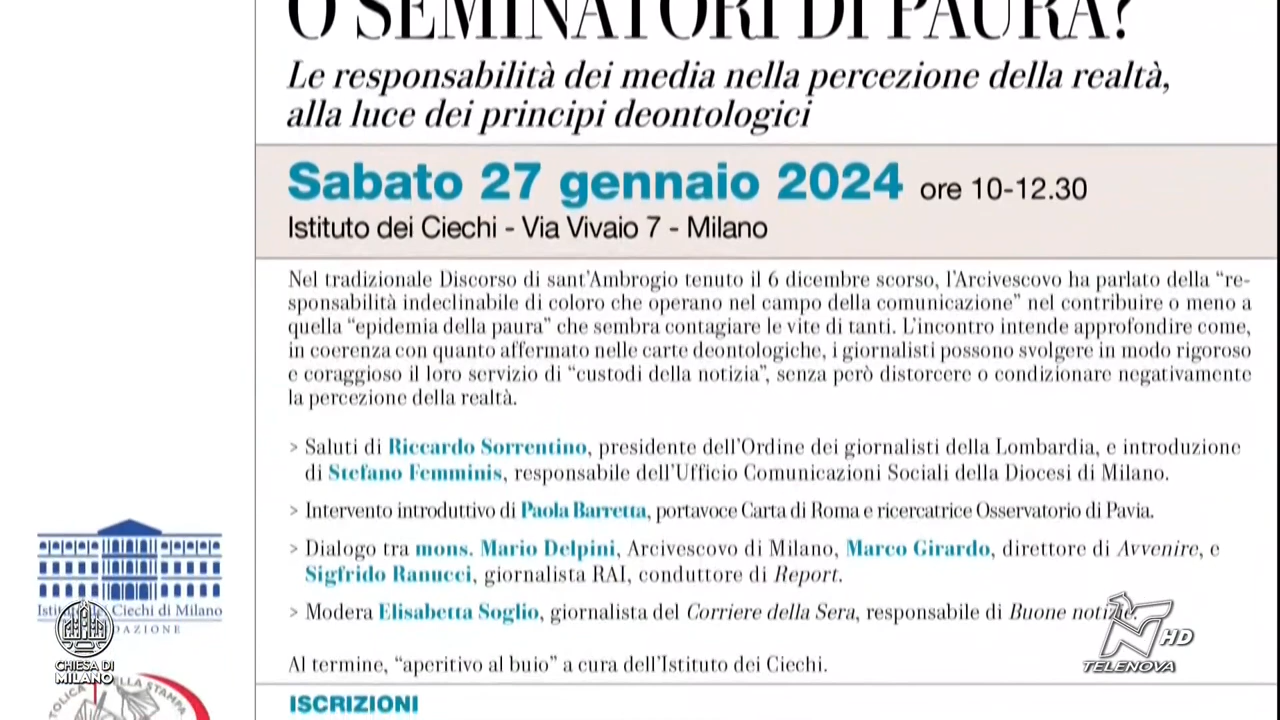 O SEMINATORI DI PAURA?
Le responsabilità dei media nella percezione della realtà,
alla luce dei principi deontologici
Sabato 27 gennaio 2024 ore 10-12.30
Istituto dei Ciechi - Via Vivaio 7 - Milano
Nel tradizionale Discorso di sant'Ambrogio tenuto il 6 dicembre scorso, l'Arcivescovo ha parlato della “re-
sponsabilità indeclinabile di coloro che operano nel campo della comunicazione” nel contribuire o meno a
quella “epidemia della paura” che sembra contagiare le vite di tanti. L'incontro intende approfondire come,
in coerenza con quanto affermato nelle carte deontologiche, i giornalisti possono svolgere in modo rigoroso
e coraggioso il loro servizio di “custodi della notizia”, senza però distorcere o condizionare negativamente
la percezione della realtà.
> Saluti di Riccardo Sorrentino, presidente dell'Ordine dei giornalisti della Lombardia, e introduzione
di Stefano Femminis, responsabile dell'Ufficio Comunicazioni Sociali della Diocesi di Milano.
> Intervento introduttivo di Paola Barretta, portavoce Carta di Roma e ricercatrice Osservatorio di Pavia.
> Dialogo tra mons. Mario Delpini, Arcivescovo di Milano, Marco Girardo, direttore di Avvenire, e
Sigfrido Ranucci, giornalista RAI, conduttore di Report.
> Modera Elisabetta Soglio, giornalista del Corriere della Sera, responsabile di Buone notizie.
Al termine, “aperitivo al buio” a cura dell'Istituto dei Ciechi.
ISCRIZIONI
Ciechi di Milano
CHIESA DI
MILANO
DELLA STAMPA
HD
TELENOVA